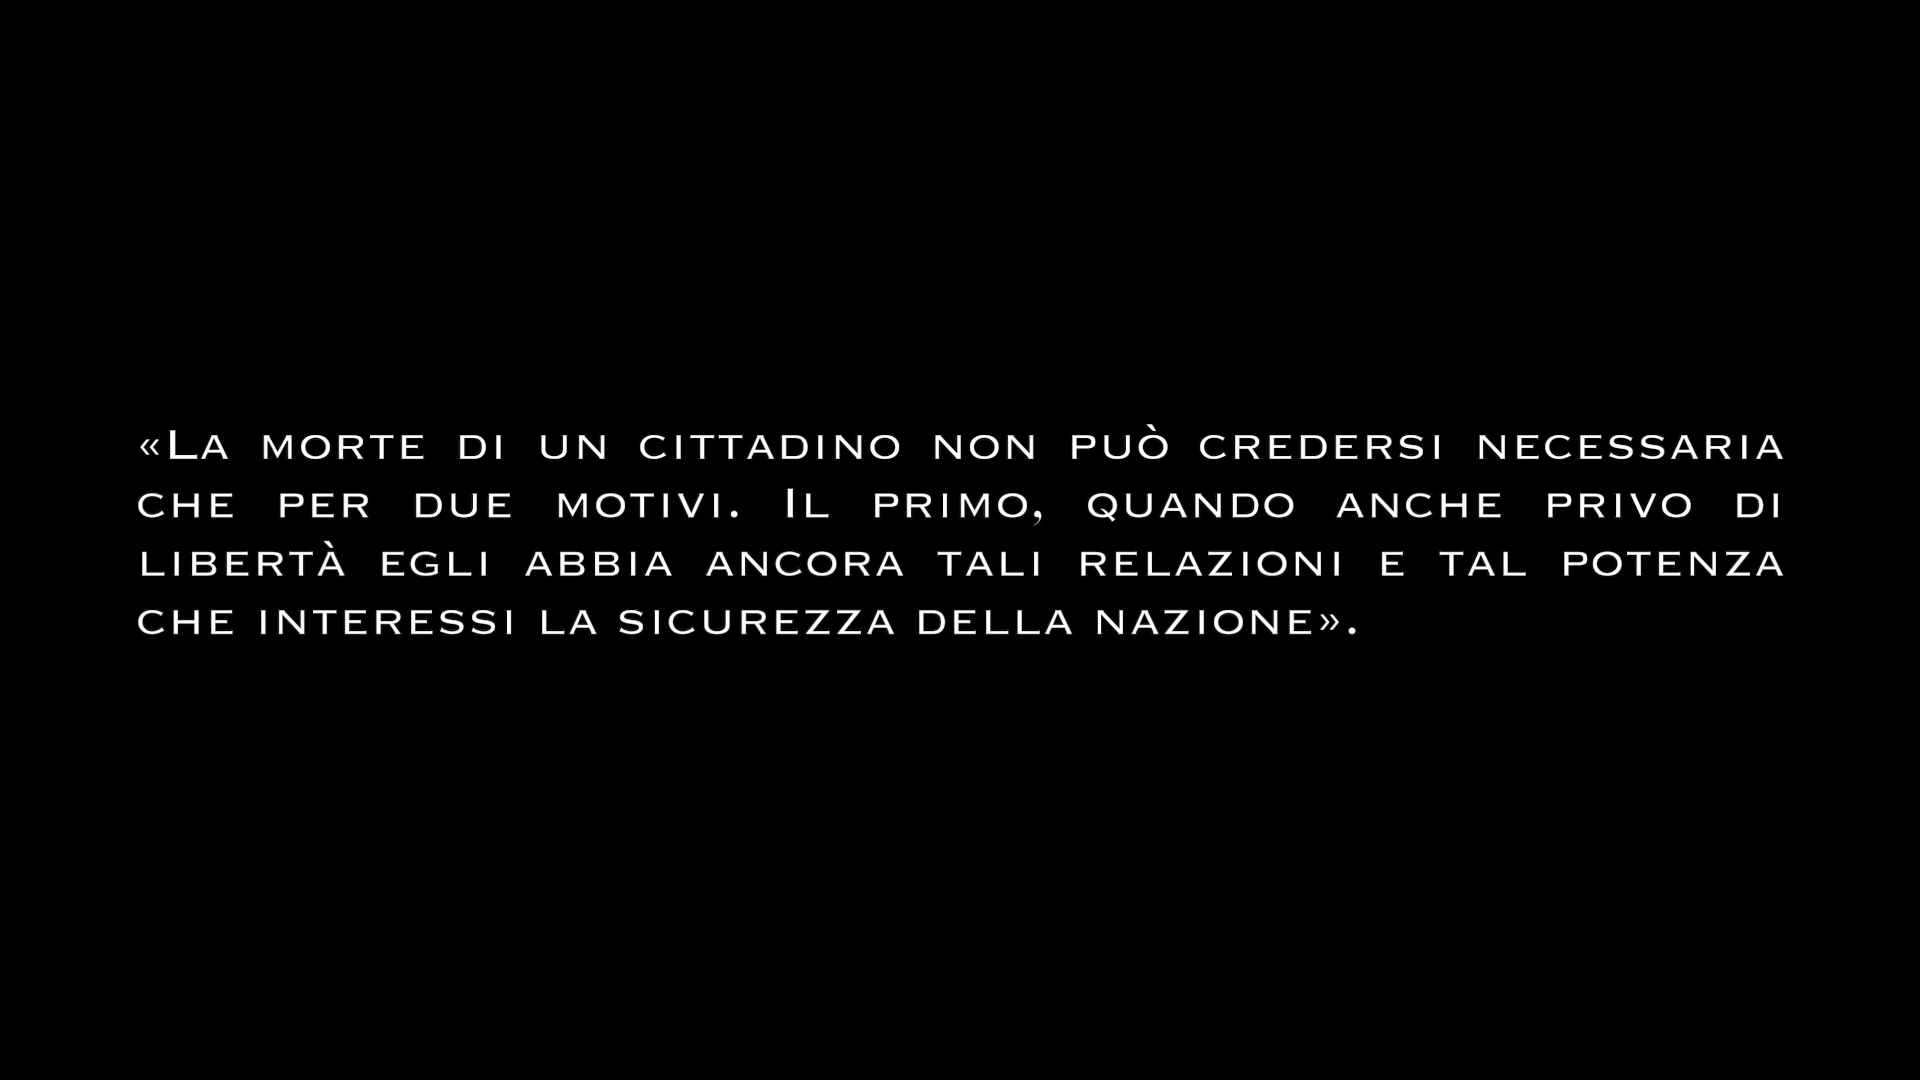 «La morte di un cittadino non può credersi necessaria
che per due motivi. Il primo, quando anche privo di
libertà egli abbia ancora tali relazioni e tal potenza
che interessi la sicurezza della nazione».